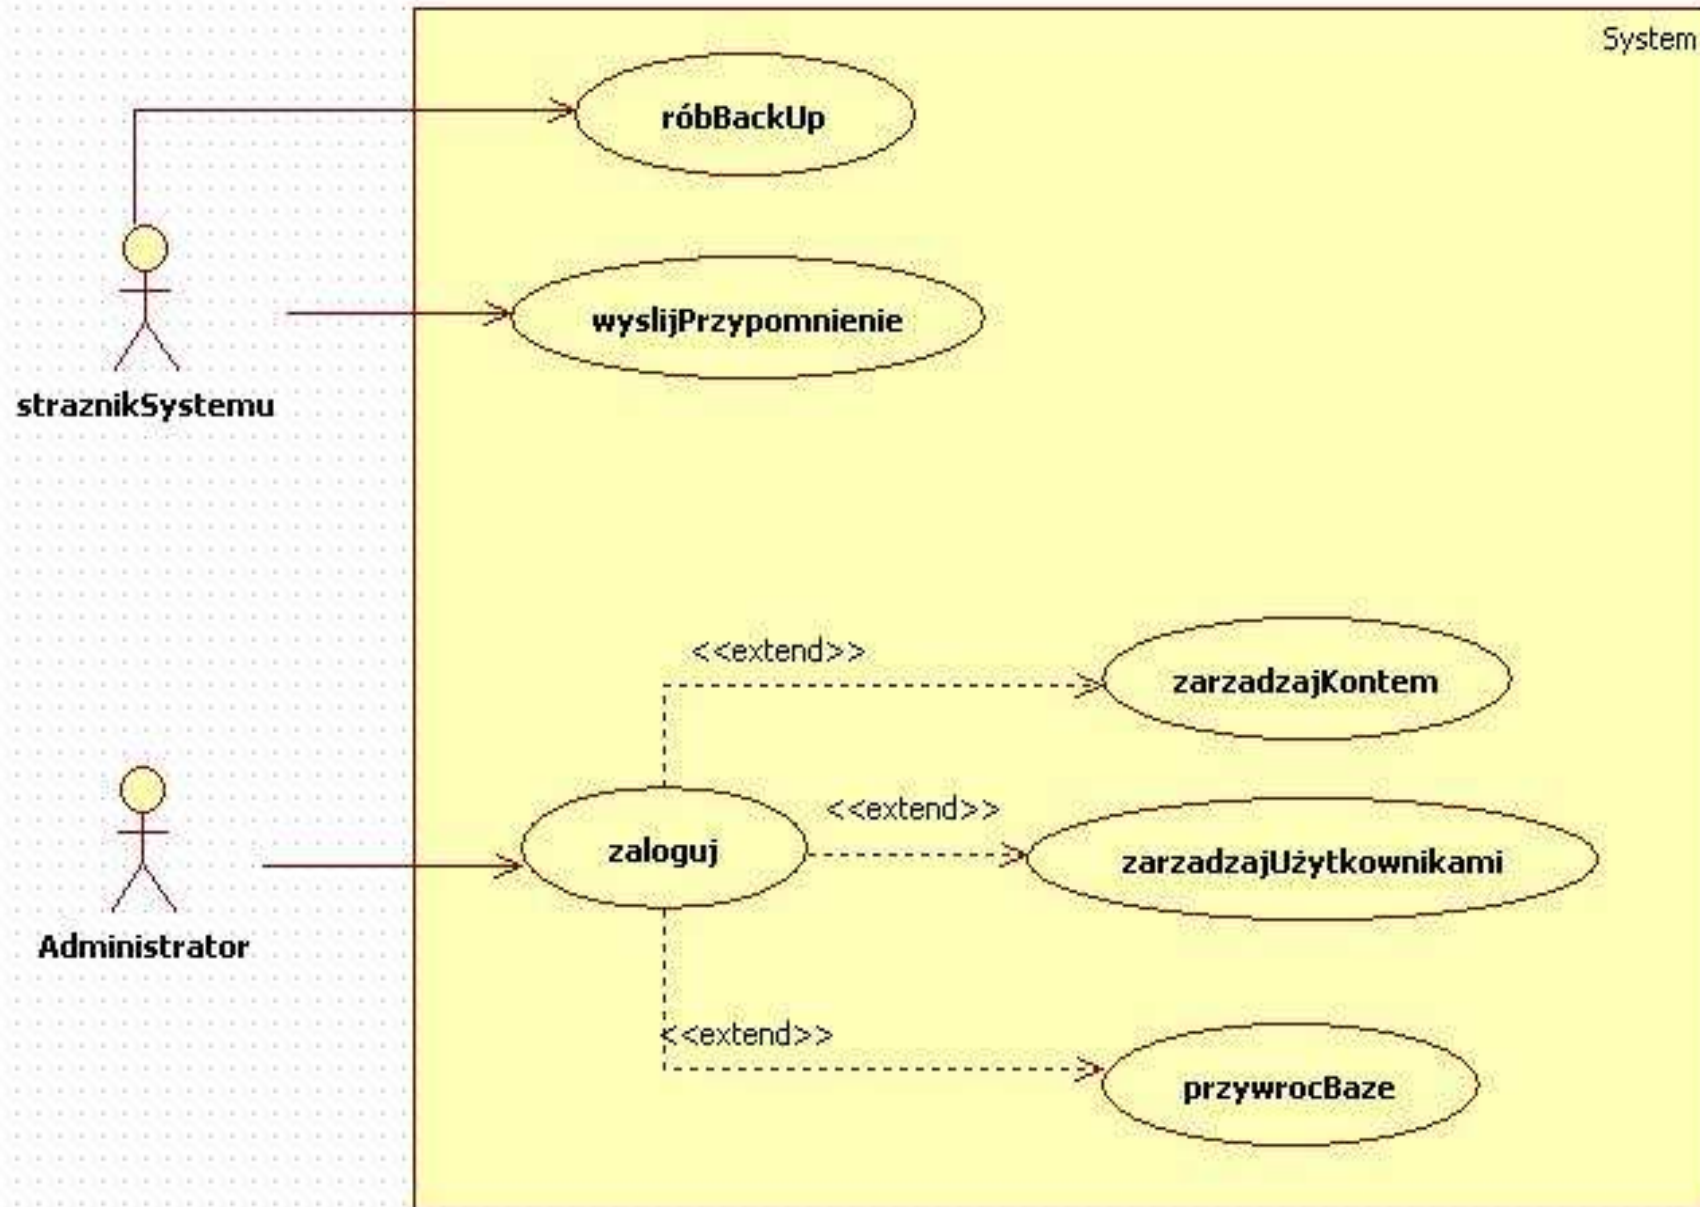 System
róbBackUp
wyslijPrzypomnienie
straznikSystemu
<<extend>>
zarzadzajKontem
<<extend>>
zaloguj
zarzadzajUżytkownikami
Administrator
<<extend>>
przywrocBaze